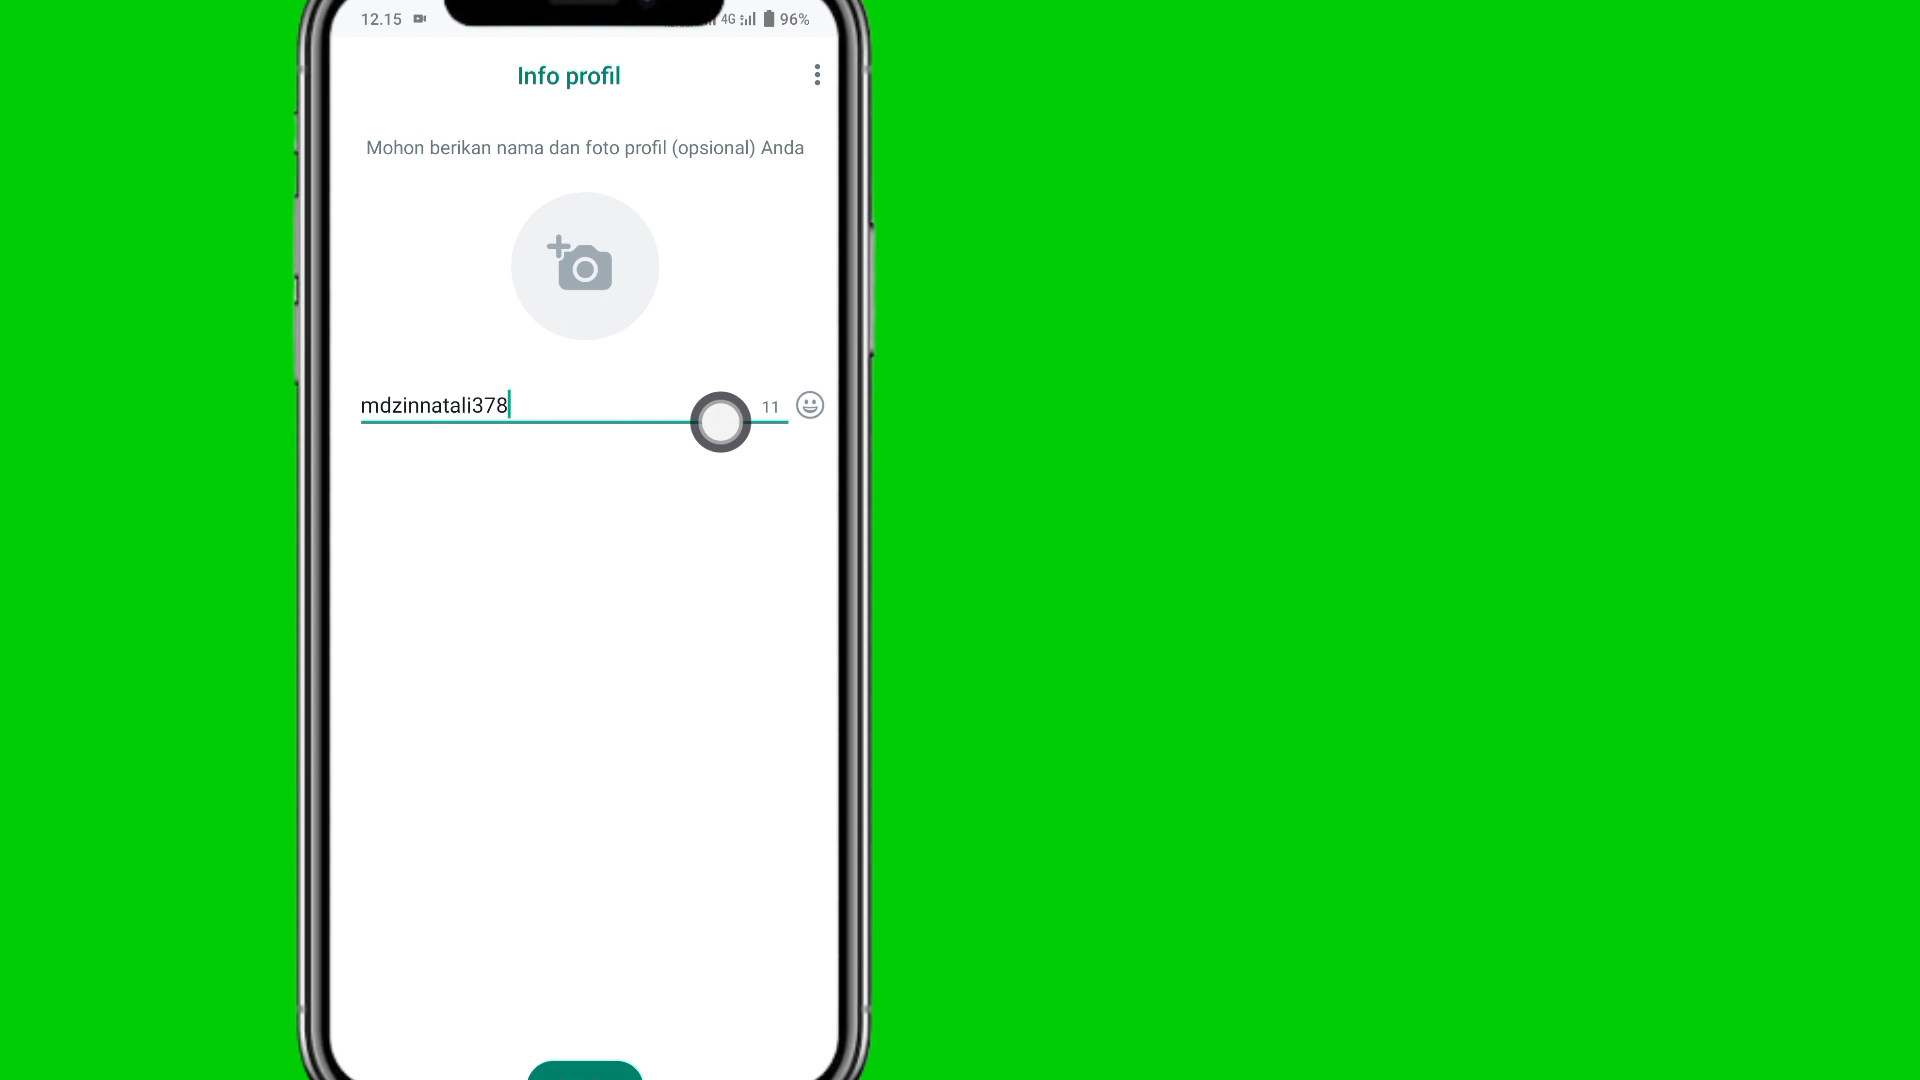 12.15 4G 96%
Info profil
Mohon berikan nama dan foto profil (opsional) Anda
mdzinnatali378 11